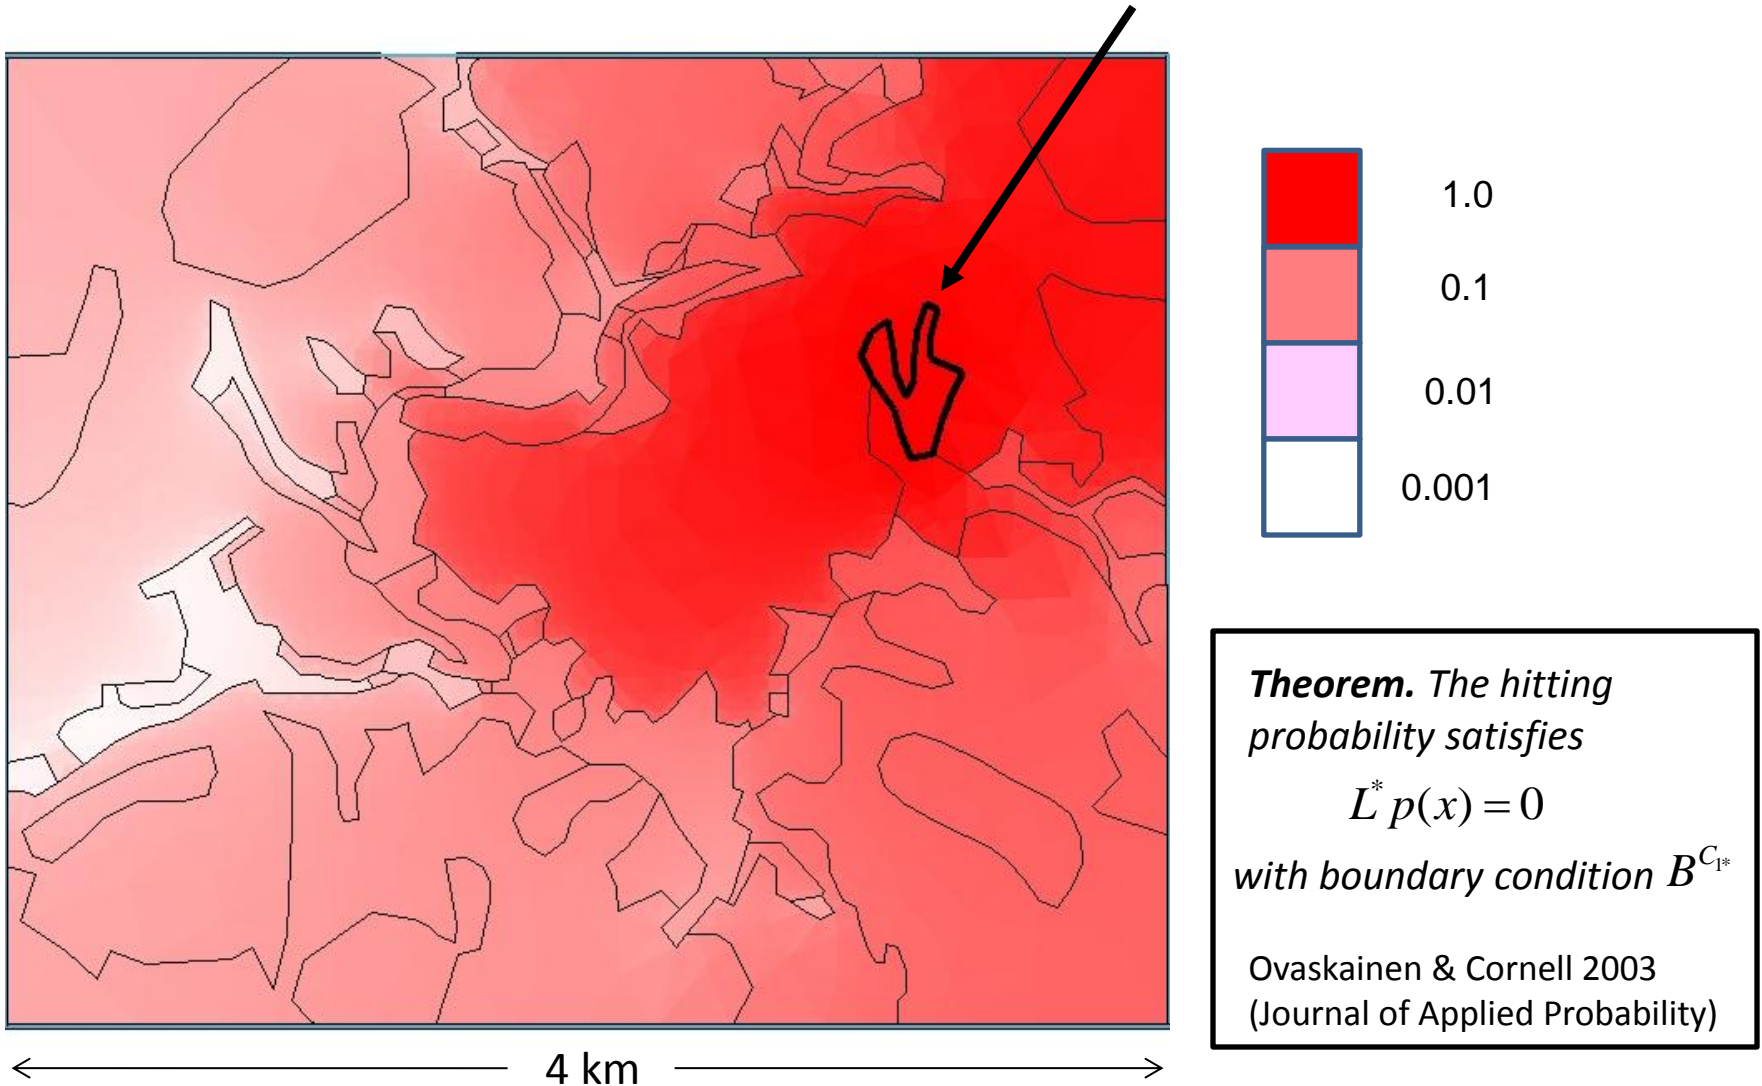 1.0
0.1
0.01
0.001
Theorem. The hitting
probability satisfies
L* p(x) = 0
with boundary condition B^{C_{l*}}
Ovaskainen & Cornell 2003
(Journal of Applied Probability)
4 km